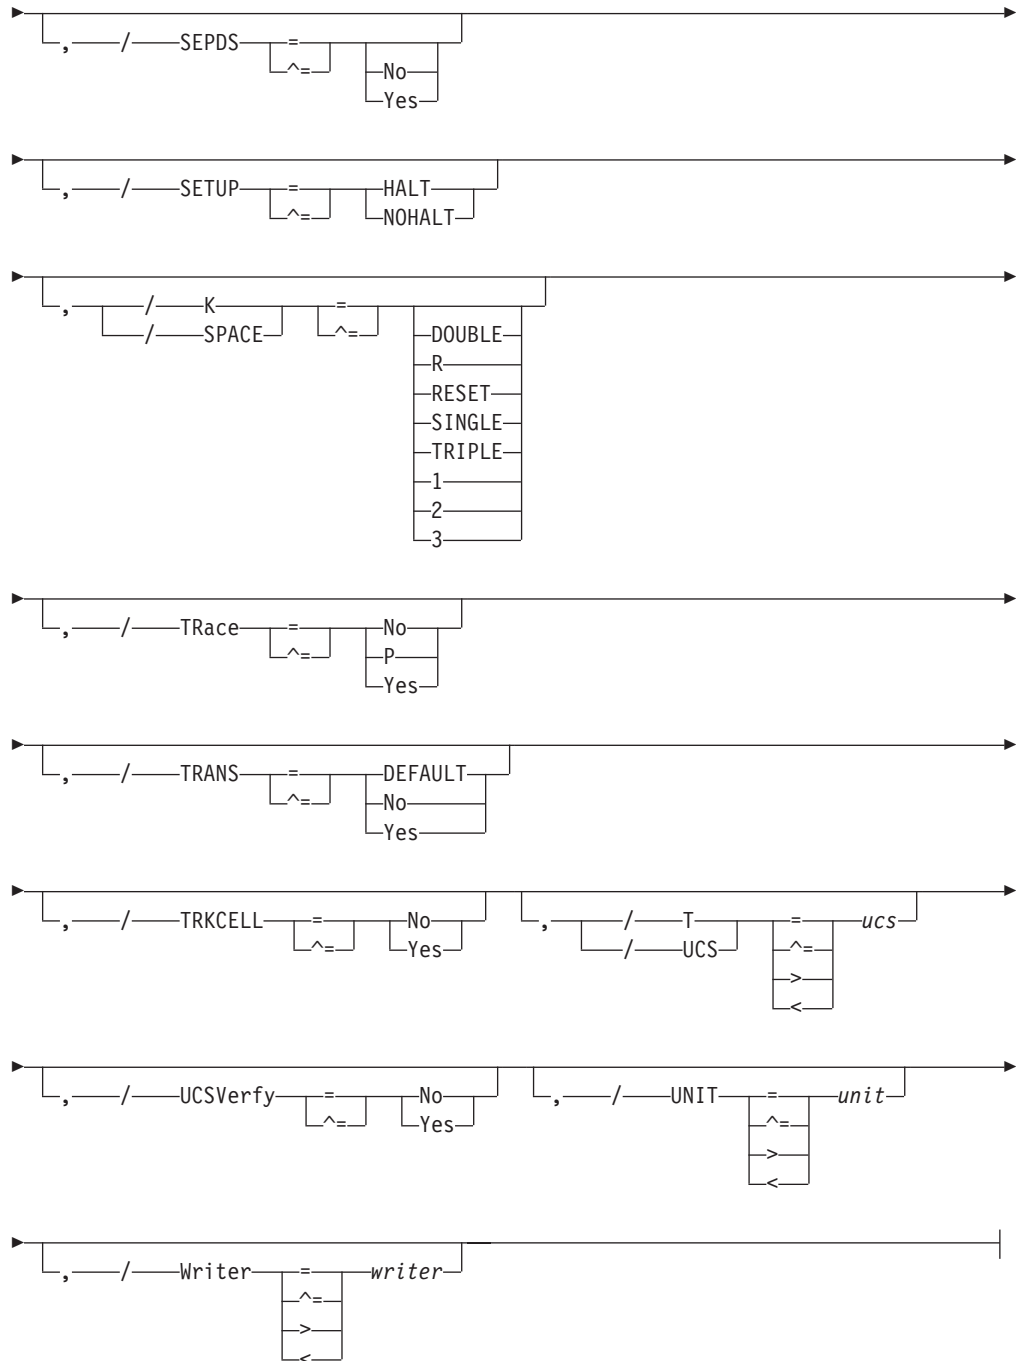 , / SEPDS =
^= No
Yes
, / SETUP = HALT
^= NOHALT
, / K =
/ SPACE ^= DOUBLE
R
RESET
SINGLE
TRIPLE
1
2
3
, / TRace = No
^= P
Yes
, / TRANS = DEFAULT
^= No
Yes
, / TRKCELL = No , / T = ucs
^= Yes / UCS ^=
>
<
, / UCSVerfy = No , / UNIT = unit
^= Yes ^=
>
<
, / Writer = writer
^=
>
<